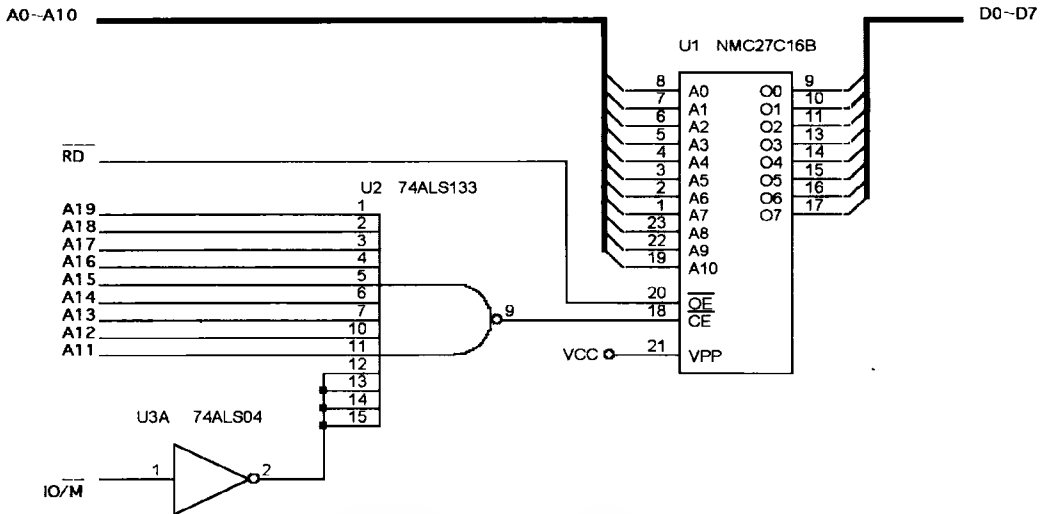 A0~A10
D0~D7
U1 NMC27C16B
8 A0 O0 9
7 A1 O1 10
6 A2 O2 11
5 A3 O3 13
4 A4 O4 14
3 A5 O5 15
2 A6 O6 16
1 A7 O7 17
23 A8
22 A9
19 A10
20 OE
18 CE
VCC 21 VPP
RD
U2 74ALS133
A19 1
A18 2
A17 3
A16 4
A15 5
A14 6
A13 7
A12 10
A11 11
12
13
14
15
9
U3A 74ALS04
1 2
IO/M